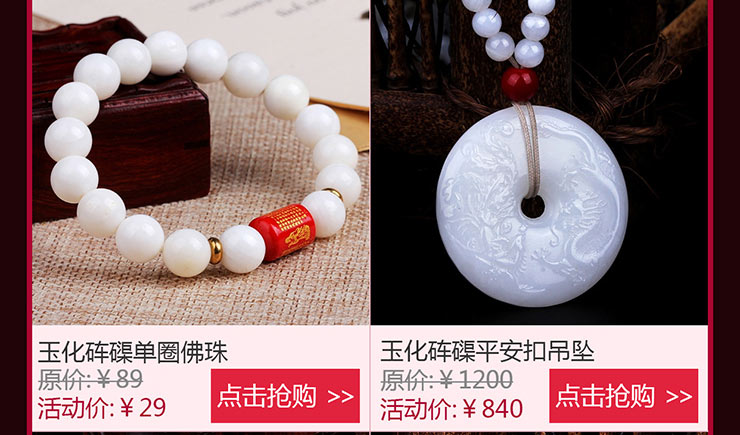 玉化砗磲单圈佛珠
原价:¥89
活动价:¥29
点击抢购 >>
玉化砗磲平安扣吊坠
原价:¥1200
活动价:¥840
点击抢购 >>